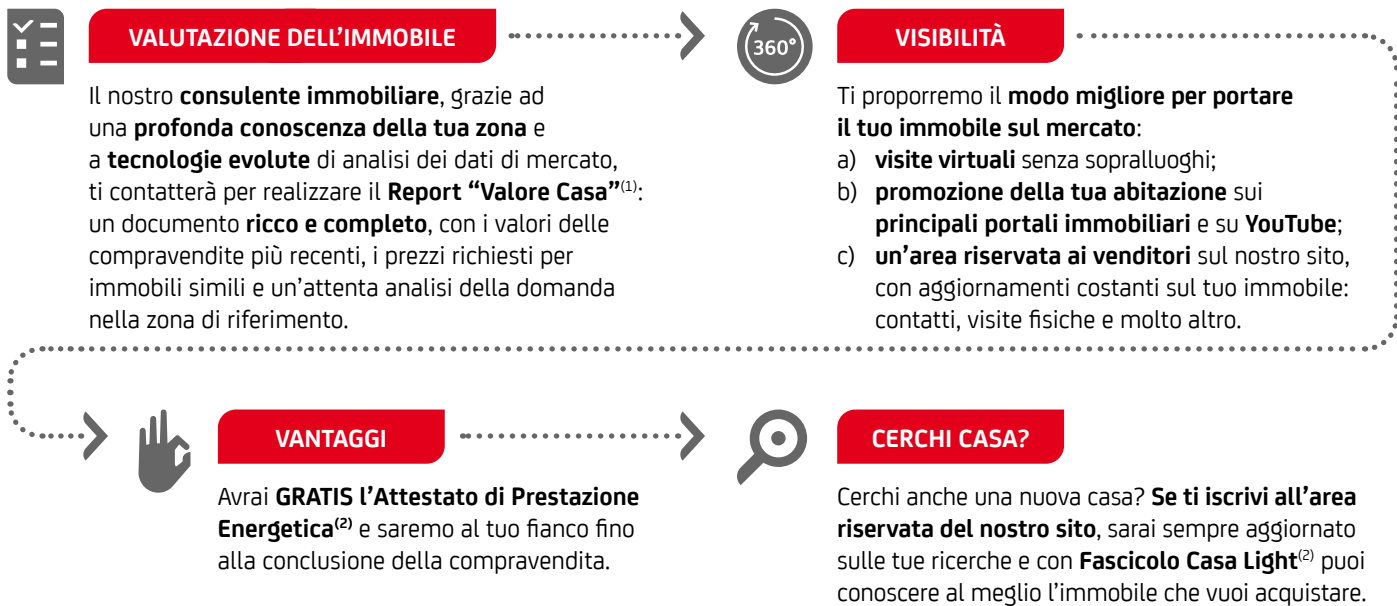 VALUTAZIONE DELL'IMMOBILE
Il nostro consulente immobiliare, grazie ad
una profonda conoscenza della tua zona e
a tecnologie evolute di analisi dei dati di mercato,
ti contatterà per realizzare il Report “Valore Casa”(1):
un documento ricco e completo, con i valori delle
compravendite più recenti, i prezzi richiesti per
immobili simili e un'attenta analisi della domanda
nella zona di riferimento.
360°
VISIBILITÀ
Ti proporremo il modo migliore per portare
il tuo immobile sul mercato:
a) visite virtuali senza sopralluoghi;
b) promozione della tua abitazione sui
principali portali immobiliari e su YouTube;
c) un'area riservata ai venditori sul nostro sito,
con aggiornamenti costanti sul tuo immobile:
contatti, visite fisiche e molto altro.
VANTAGGI
Avrai GRATIS l'Attestato di Prestazione
Energetica(2) e saremo al tuo fianco fino
alla conclusione della compravendita.
CERCHI CASA?
Cerchi anche una nuova casa? Se ti iscrivi all'area
riservata del nostro sito, sarai sempre aggiornato
sulle tue ricerche e con Fascicolo Casa Light(2) puoi
conoscere al meglio l'immobile che vuoi acquistare.